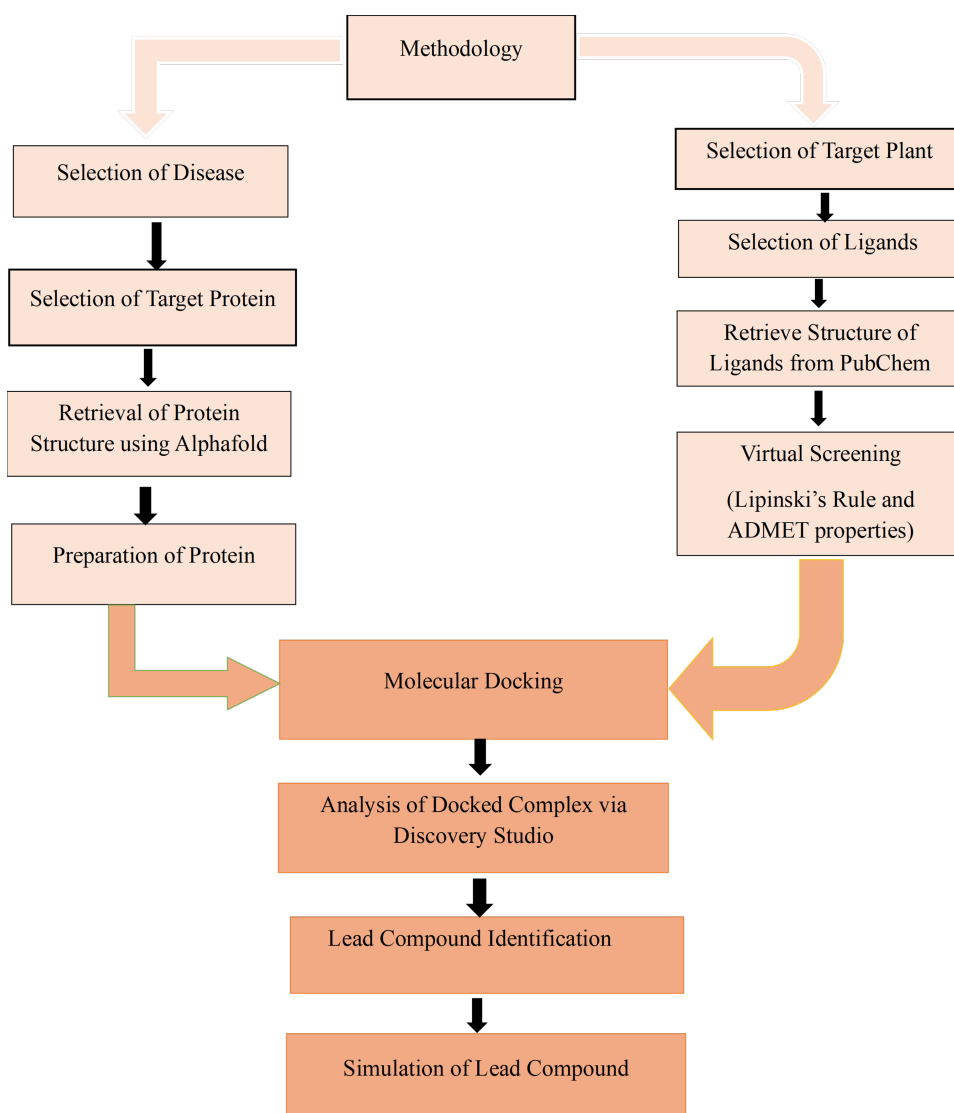 Methodology
Selection of Disease
Selection of Target Protein
Retrieval of Protein
Structure using Alphafold
Preparation of Protein
Selection of Target Plant
Selection of Ligands
Retrieve Structure of
Ligands from PubChem
Virtual Screening
(Lipinski’s Rule and
ADMET properties)
Molecular Docking
Analysis of Docked Complex via
Discovery Studio
Lead Compound Identification
Simulation of Lead Compound